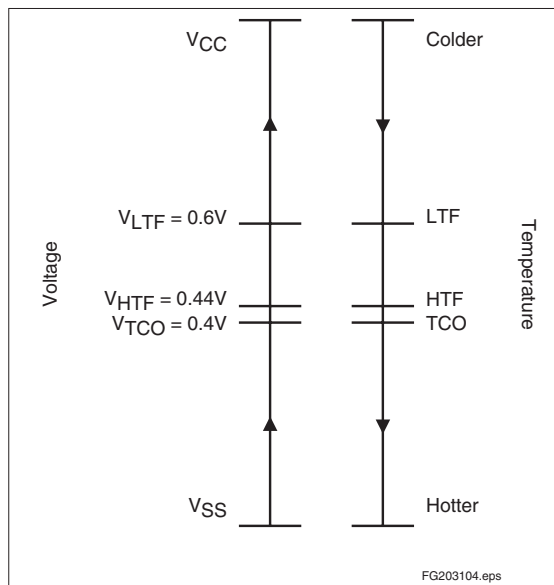 VCC Colder
VLTF = 0.6V LTF
Voltage
Temperature
VHTF = 0.44V HTF
VTCO = 0.4V TCO
VSS Hotter
FG203104.eps